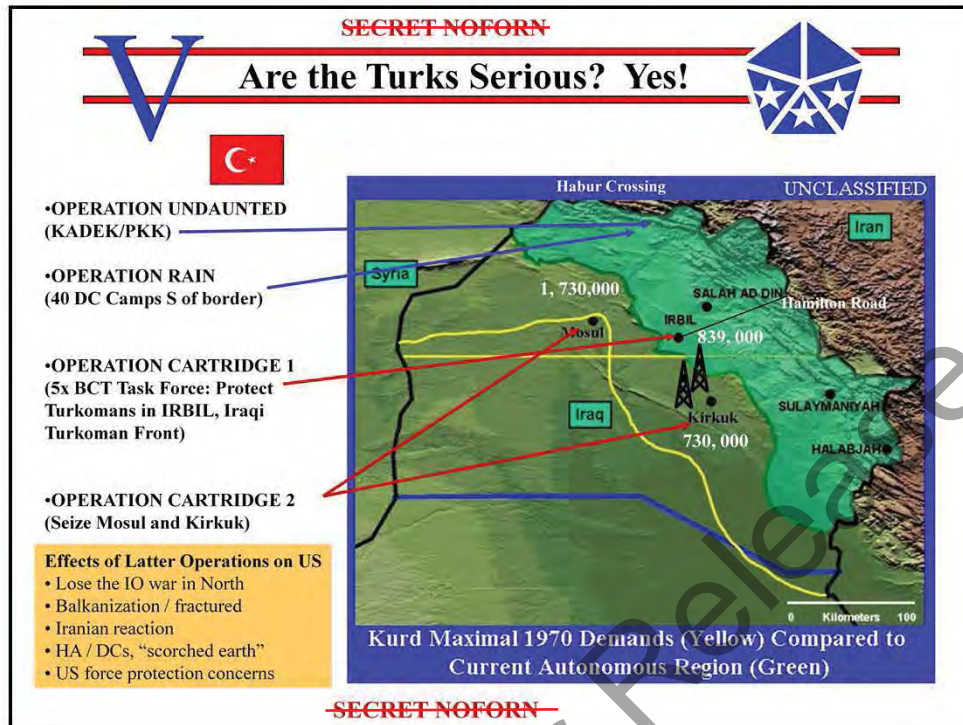 SECRET NOFORN
V
Are the Turks Serious? Yes!
•OPERATION UNDAUNTED
(KADEK/PKK)
•OPERATION RAIN
(40 DC Camps S of border)
•OPERATION CARTRIDGE 1
(5x BCT Task Force: Protect
Turkomans in IRBIL, Iraqi
Turkoman Front)
•OPERATION CARTRIDGE 2
(Seize Mosul and Kirkuk)
Effects of Latter Operations on US
• Lose the IO war in North
• Balkanization / fractured
• Iranian reaction
• HA / DCs, “scorched earth”
• US force protection concerns
Habur Crossing
UNCLASSIFIED
Iran
Syria
1, 730,000
SALAH AD DIN
Hamilton Road
IRBIL
Mosul
839, 000
SULAYMANIYAH
Iraq
Kirkuk
730, 000
HALABJAH
0 Kilometers 100
Kurd Maximal 1970 Demands (Yellow) Compared to
Current Autonomous Region (Green)
SECRET NOFORN
Release